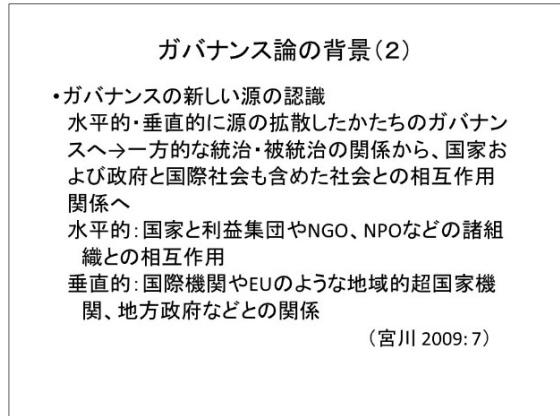 ガバナンス論の背景(2)
・ガバナンスの新しい源の認識
水平的・垂直的に源の拡散したかたちのガバナン
スへ→一方的な統治・被統治の関係から、国家お
よび政府と国際社会も含めた社会との相互作用
関係へ
水平的:国家と利益集団やNGO、NPOなどの諸組
織との相互作用
垂直的:国際機関やEUのような地域的超国家機
関、地方政府などとの関係
(宮川 2009: 7)